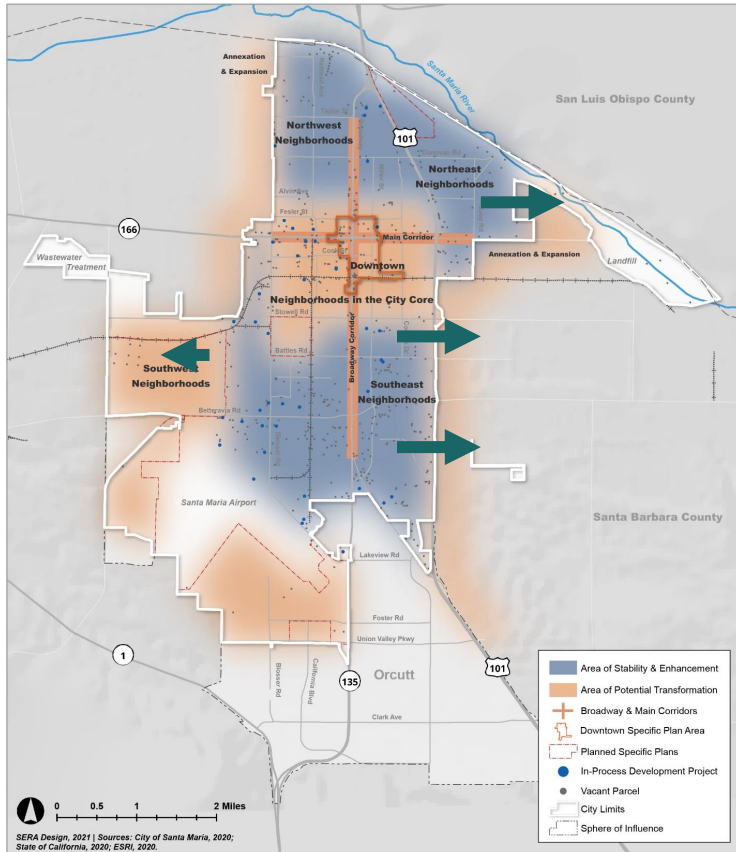 Annexation
& Expansion
Santa Maria River
San Luis Obispo County
Taylor St
Northwest
Neighborhoods
101
Donovan Rd
Northeast
Neighborhoods
Alvin Ave
Fesler St
166
Main Corridor
Cook St
Wastewater
Treatment
Downtown
Annexation & Expansion
Landfill
Neighborhoods in the City Core
Stowell Rd
Battles Rd
Broadway Corridor
Southwest
Neighborhoods
Southeast
Neighborhoods
Betteravia Rd
Santa Maria Airport
Santa Barbara County
Lakeview Rd
Foster Rd
Union Valley Pkwy
1
101
135
Orcutt
Blosser Rd
California Blvd
Clark Ave
Area of Stability & Enhancement
Area of Potential Transformation
Broadway & Main Corridors
Downtown Specific Plan Area
Planned Specific Plans
In-Process Development Project
Vacant Parcel
City Limits
Sphere of Influence
0 0.5 1 2 Miles
SERA Design, 2021 | Sources: City of Santa Maria, 2020;
State of California, 2020; ESRI, 2020.